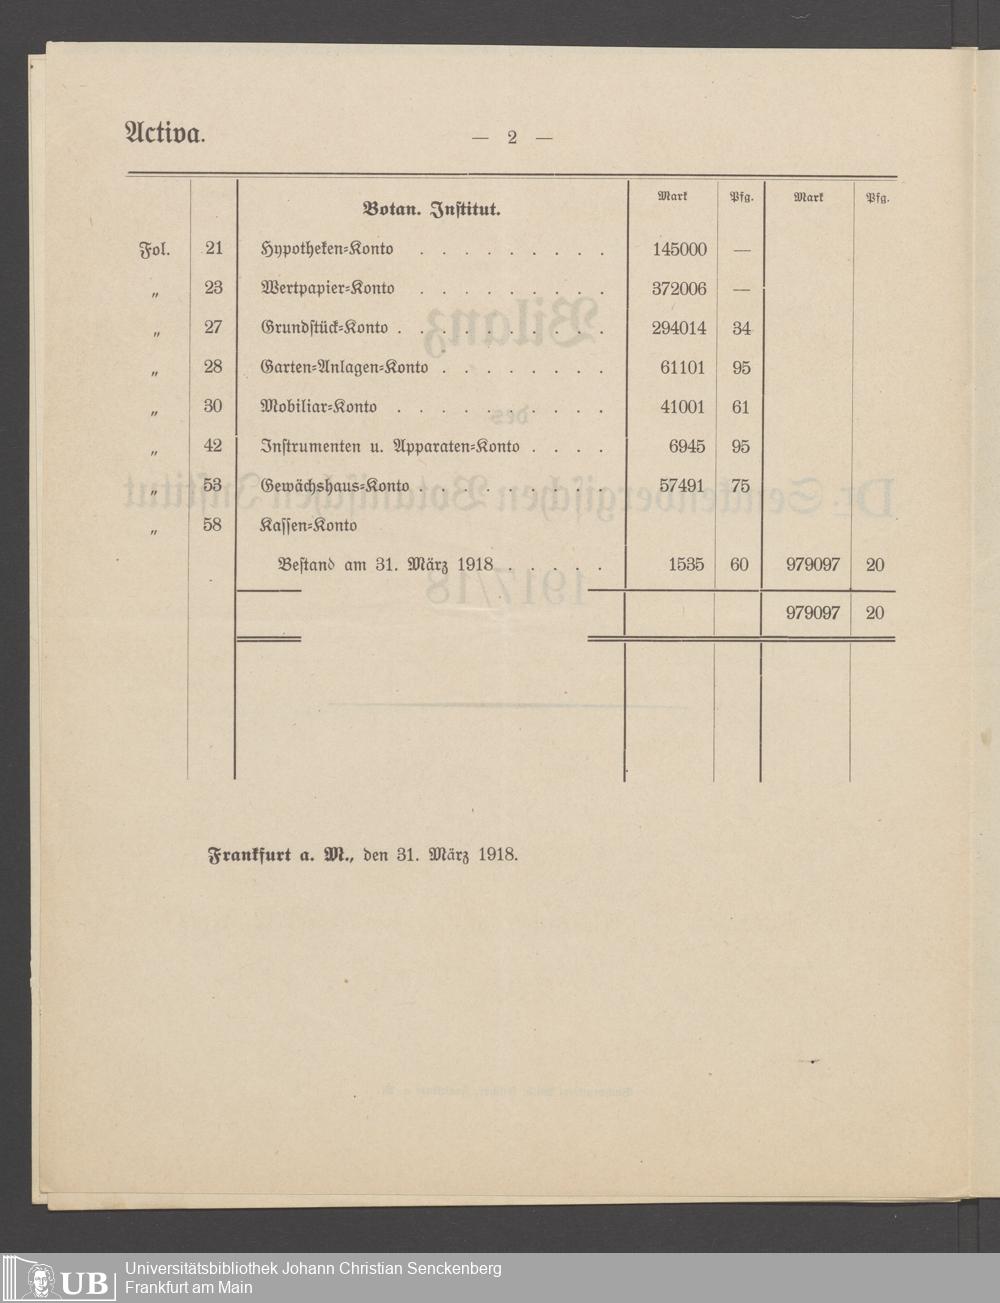 Activa.
— 2 —
Mark Pfg. Mark Pfg.
Botan. Institut.
Fol. 21 Hypotheken-Konto . . . . . . . . . 145000 —
„ 23 Wertpapier-Konto . . . . . . . . . 372006 —
„ 27 Grundstück-Konto . . . . . . . . . . 294014 34
„ 28 Garten-Anlagen-Konto . . . . . . . . 61101 95
„ 30 Mobiliar-Konto . . . . . . . . . . 41001 61
„ 42 Instrumenten u. Apparaten-Konto . . . . 6945 95
„ 53 Gewächshaus-Konto . . . . . . . . . 57491 75
„ 58 Kassen-Konto
Bestand am 31. März 1918 . . . . . 1535 60 979097 20
979097 20
Frankfurt a. M., den 31. März 1918.
UB Universitätsbibliothek Johann Christian Senckenberg
Frankfurt am Main